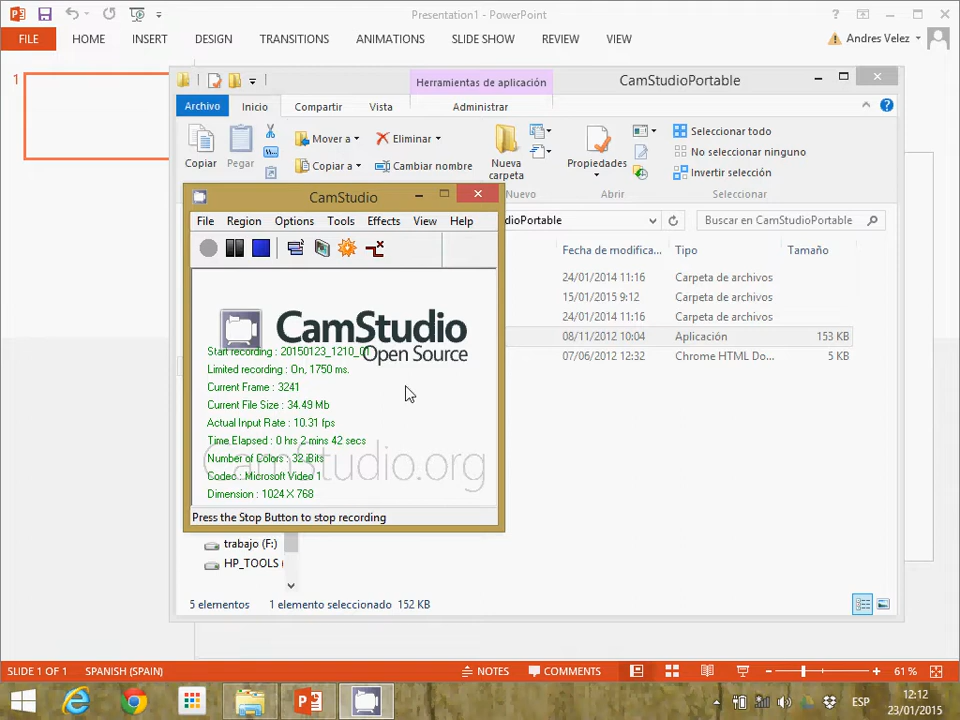 Presentation1 - PowerPoint
FILE HOME INSERT DESIGN TRANSITIONS ANIMATIONS SLIDE SHOW REVIEW VIEW Andres Velez
1
Herramientas de aplicación CamStudioPortable
Archivo Inicio Compartir Vista Administrar
Copiar Pegar
Mover a
Copiar a
Eliminar
Cambiar nombre
Nueva carpeta
Nuevo
Propiedades
Abrir
Seleccionar todo
No seleccionar ninguno
Invertir selección
Seleccionar
dioPortable Buscar en CamStudioPortable
Fecha de modifica... Tipo Tamaño
24/01/2014 11:16 Carpeta de archivos
15/01/2015 9:12 Carpeta de archivos
24/01/2014 11:16 Carpeta de archivos
08/11/2012 10:04 Aplicación 153 KB
07/06/2012 12:32 Chrome HTML Do... 5 KB
CamStudio
File Region Options Tools Effects View Help
CamStudio
Open Source
Start recording : 20150123_1210_01
Limited recording : On, 1750 ms.
Current Frame : 3241
Current File Size : 34.49 Mb
Actual Input Rate : 10.31 fps
Time Elapsed : 0 hrs 2 mins 42 secs
Number of Colors : 32 Bits
CamStudio.org
Codec : Microsoft Video 1
Dimension : 1024 X 768
Press the Stop Button to stop recording
trabajo (F:)
HP_TOOLS (
5 elementos 1 elemento seleccionado 152 KB
SLIDE 1 OF 1 SPANISH (SPAIN) NOTES COMMENTS 61 %
ESP
12:12
23/01/2015